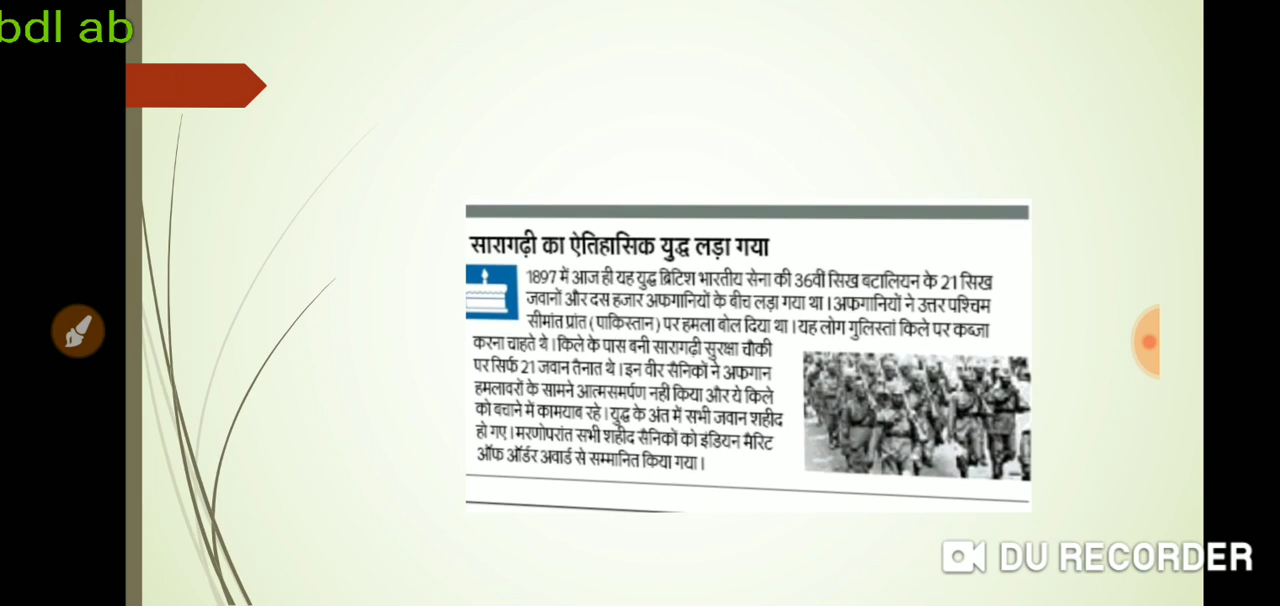 bdl ab
सारागढ़ी का ऐतिहासिक युद्ध लड़ा गया
1897 में आज ही यह युद्ध ब्रिटिश भारतीय सेना की 36वीं सिख बटालियन के 21 सिख
जवानों और दस हजार अफगानियों के बीच लड़ा गया था। अफगानियों ने उत्तर पश्चिम
सीमांत प्रांत (पाकिस्तान) पर हमला बोल दिया था। यह लोग गुलिस्तां किले पर कब्जा
करना चाहते थे। किले के पास बनी सारागढ़ी सुरक्षा चौकी
पर सिर्फ 21 जवान तैनात थे। इन वीर सैनिकों ने अफगान
हमलावरों के सामने आत्मसमर्पण नहीं किया और ये किले
को बचाने में कामयाब रहे। युद्ध के अंत में सभी जवान शहीद
हो गए। मरणोपरांत सभी शहीद सैनिकों को इंडियन मैरिट
ऑफ ऑर्डर अवार्ड से सम्मानित किया गया।
DU RECORDER